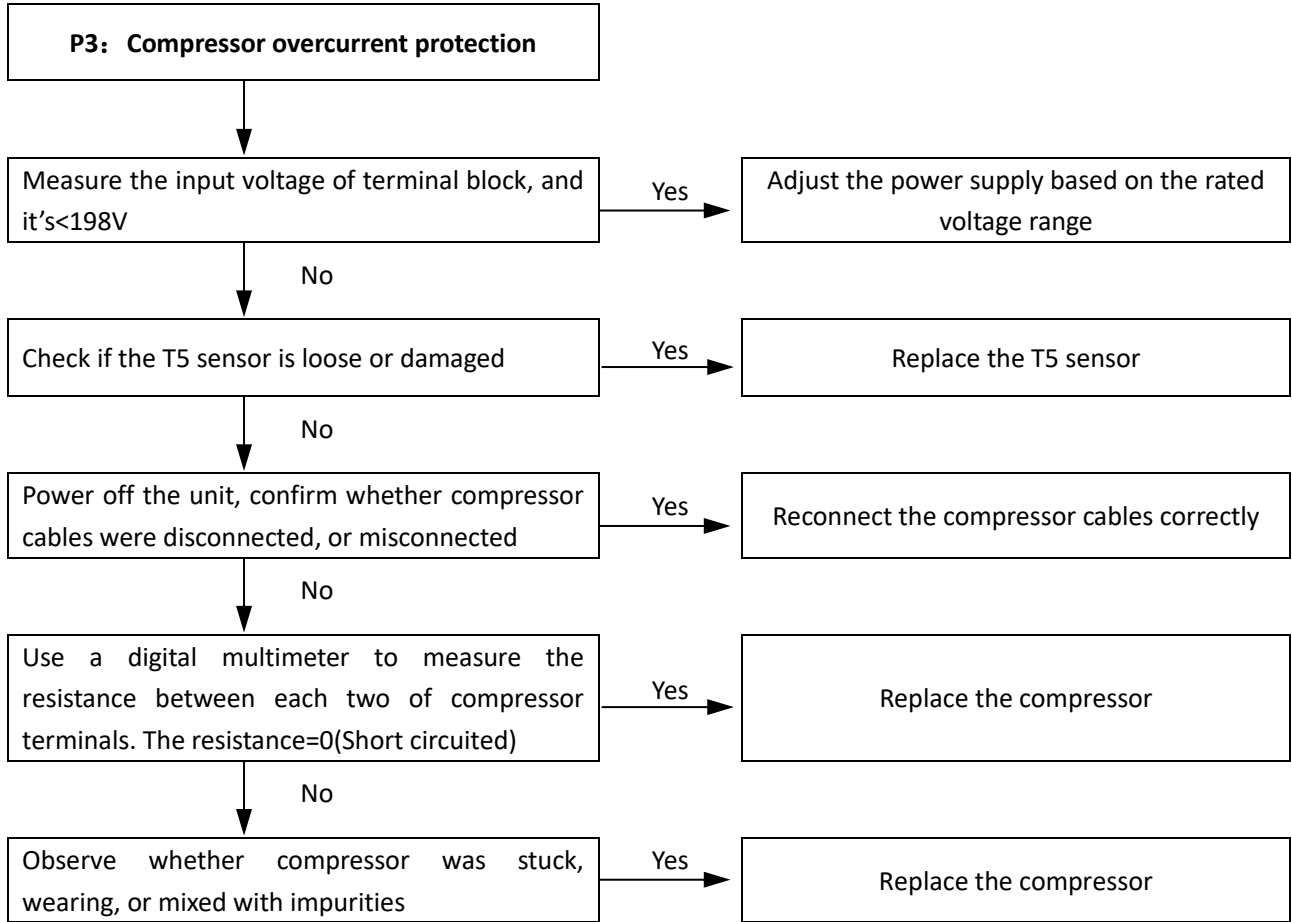 P3： Compressor overcurrent protection
Measure the input voltage of terminal block, and
it’s<198V
Yes
Adjust the power supply based on the rated
voltage range
No
Check if the T5 sensor is loose or damaged
Yes
Replace the T5 sensor
No
Power off the unit, confirm whether compressor
cables were disconnected, or misconnected
Yes
Reconnect the compressor cables correctly
No
Use a digital multimeter to measure the
resistance between each two of compressor
terminals. The resistance=0(Short circuited)
Yes
Replace the compressor
No
Observe whether compressor was stuck,
wearing, or mixed with impurities
Yes
Replace the compressor